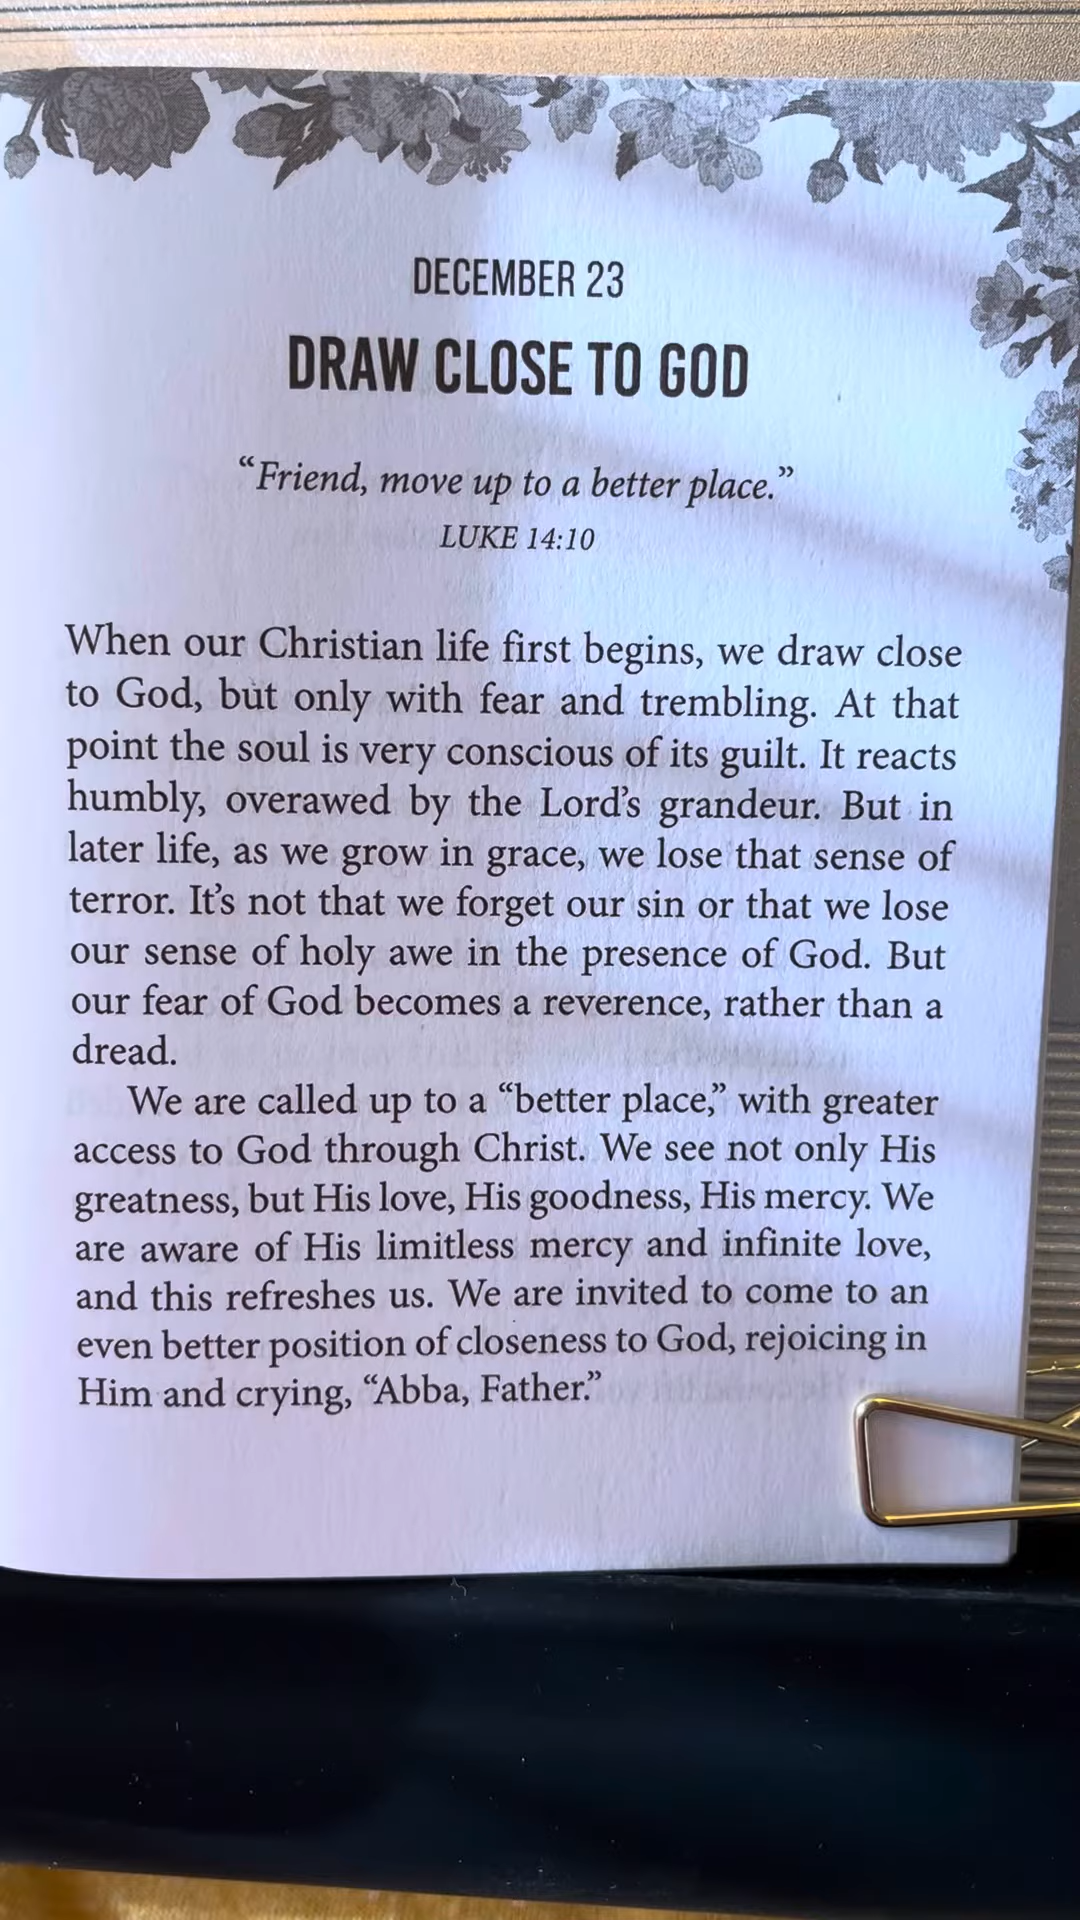 DECEMBER 23
DRAW CLOSE TO GOD
“Friend, move up to a better place.”
LUKE 14:10
When our Christian life first begins, we draw close
to God, but only with fear and trembling. At that
point the soul is very conscious of its guilt. It reacts
humbly, overawed by the Lord’s grandeur. But in
later life, as we grow in grace, we lose that sense of
terror. It’s not that we forget our sin or that we lose
our sense of holy awe in the presence of God. But
our fear of God becomes a reverence, rather than a
dread.
We are called up to a “better place,” with greater
access to God through Christ. We see not only His
greatness, but His love, His goodness, His mercy. We
are aware of His limitless mercy and infinite love,
and this refreshes us. We are invited to come to an
even better position of closeness to God, rejoicing in
Him and crying, “Abba, Father.”